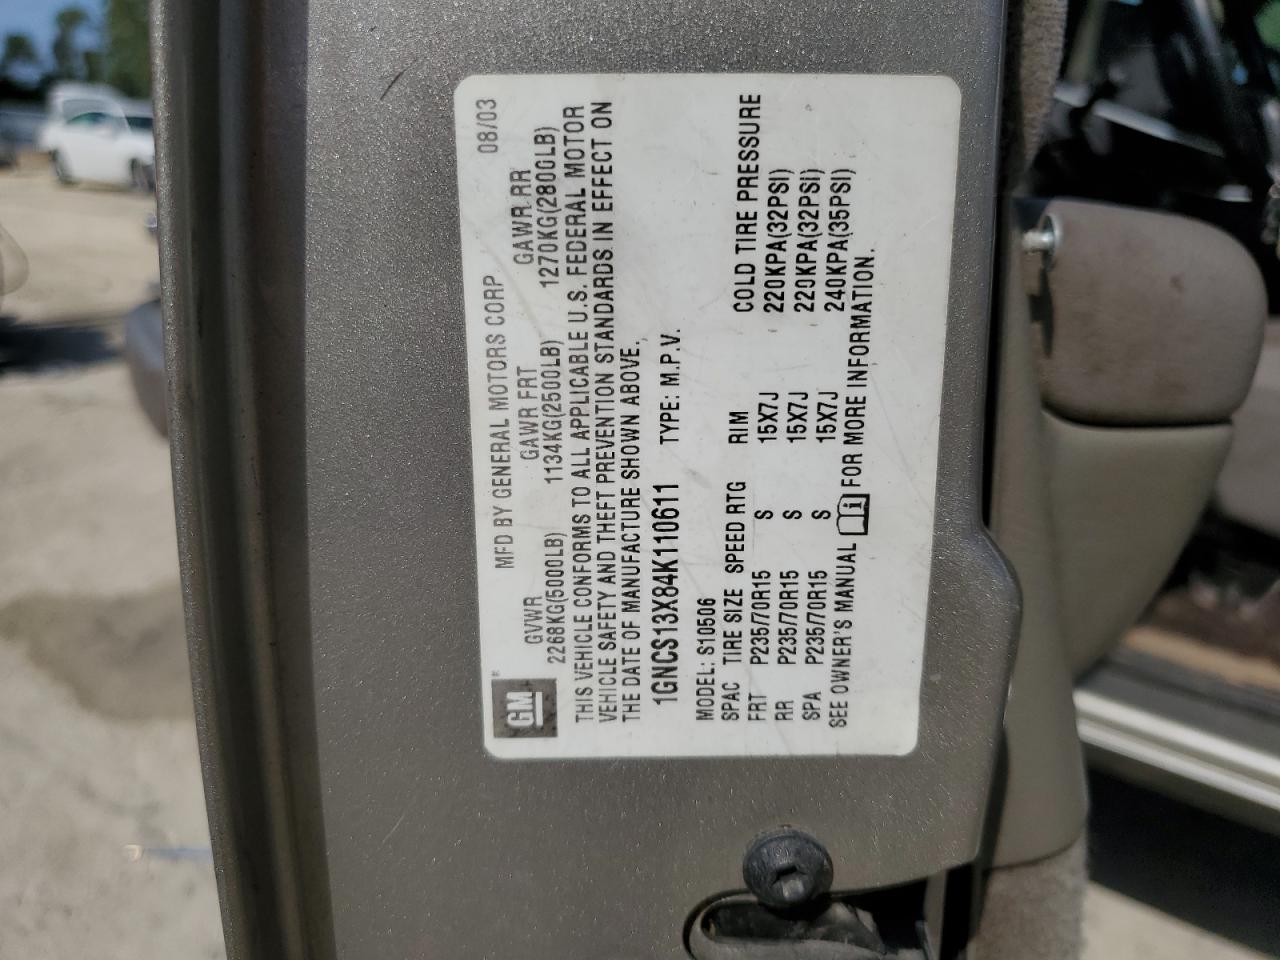 GM®
MFD BY GENERAL MOTORS CORP 08/03
GVWR GAWR FRT GAWR RR
2268KG(5000LB) 1134KG(2500LB) 1270KG(2800LB)
THIS VEHICLE CONFORMS TO ALL APPLICABLE U.S. FEDERAL MOTOR
VEHICLE SAFETY AND THEFT PREVENTION STANDARDS IN EFFECT ON
THE DATE OF MANUFACTURE SHOWN ABOVE.
1GNCS13X84K110611 TYPE: M.P.V.
MODEL: S10506
SPAC TIRE SIZE SPEED RTG RIM COLD TIRE PRESSURE
FRT P235/70R15 S 15X7J 220KPA(32PSI)
RR P235/70R15 S 15X7J 220KPA(32PSI)
SPA P235/70R15 S 15X7J 240KPA(35PSI)
SEE OWNER'S MANUAL FOR MORE INFORMATION.